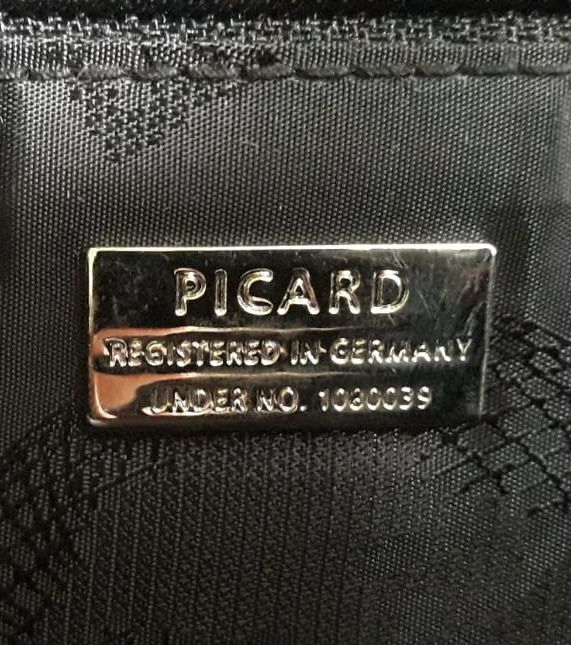 PICARD
REGISTERED IN GERMANY
UNDER NO. 1080039